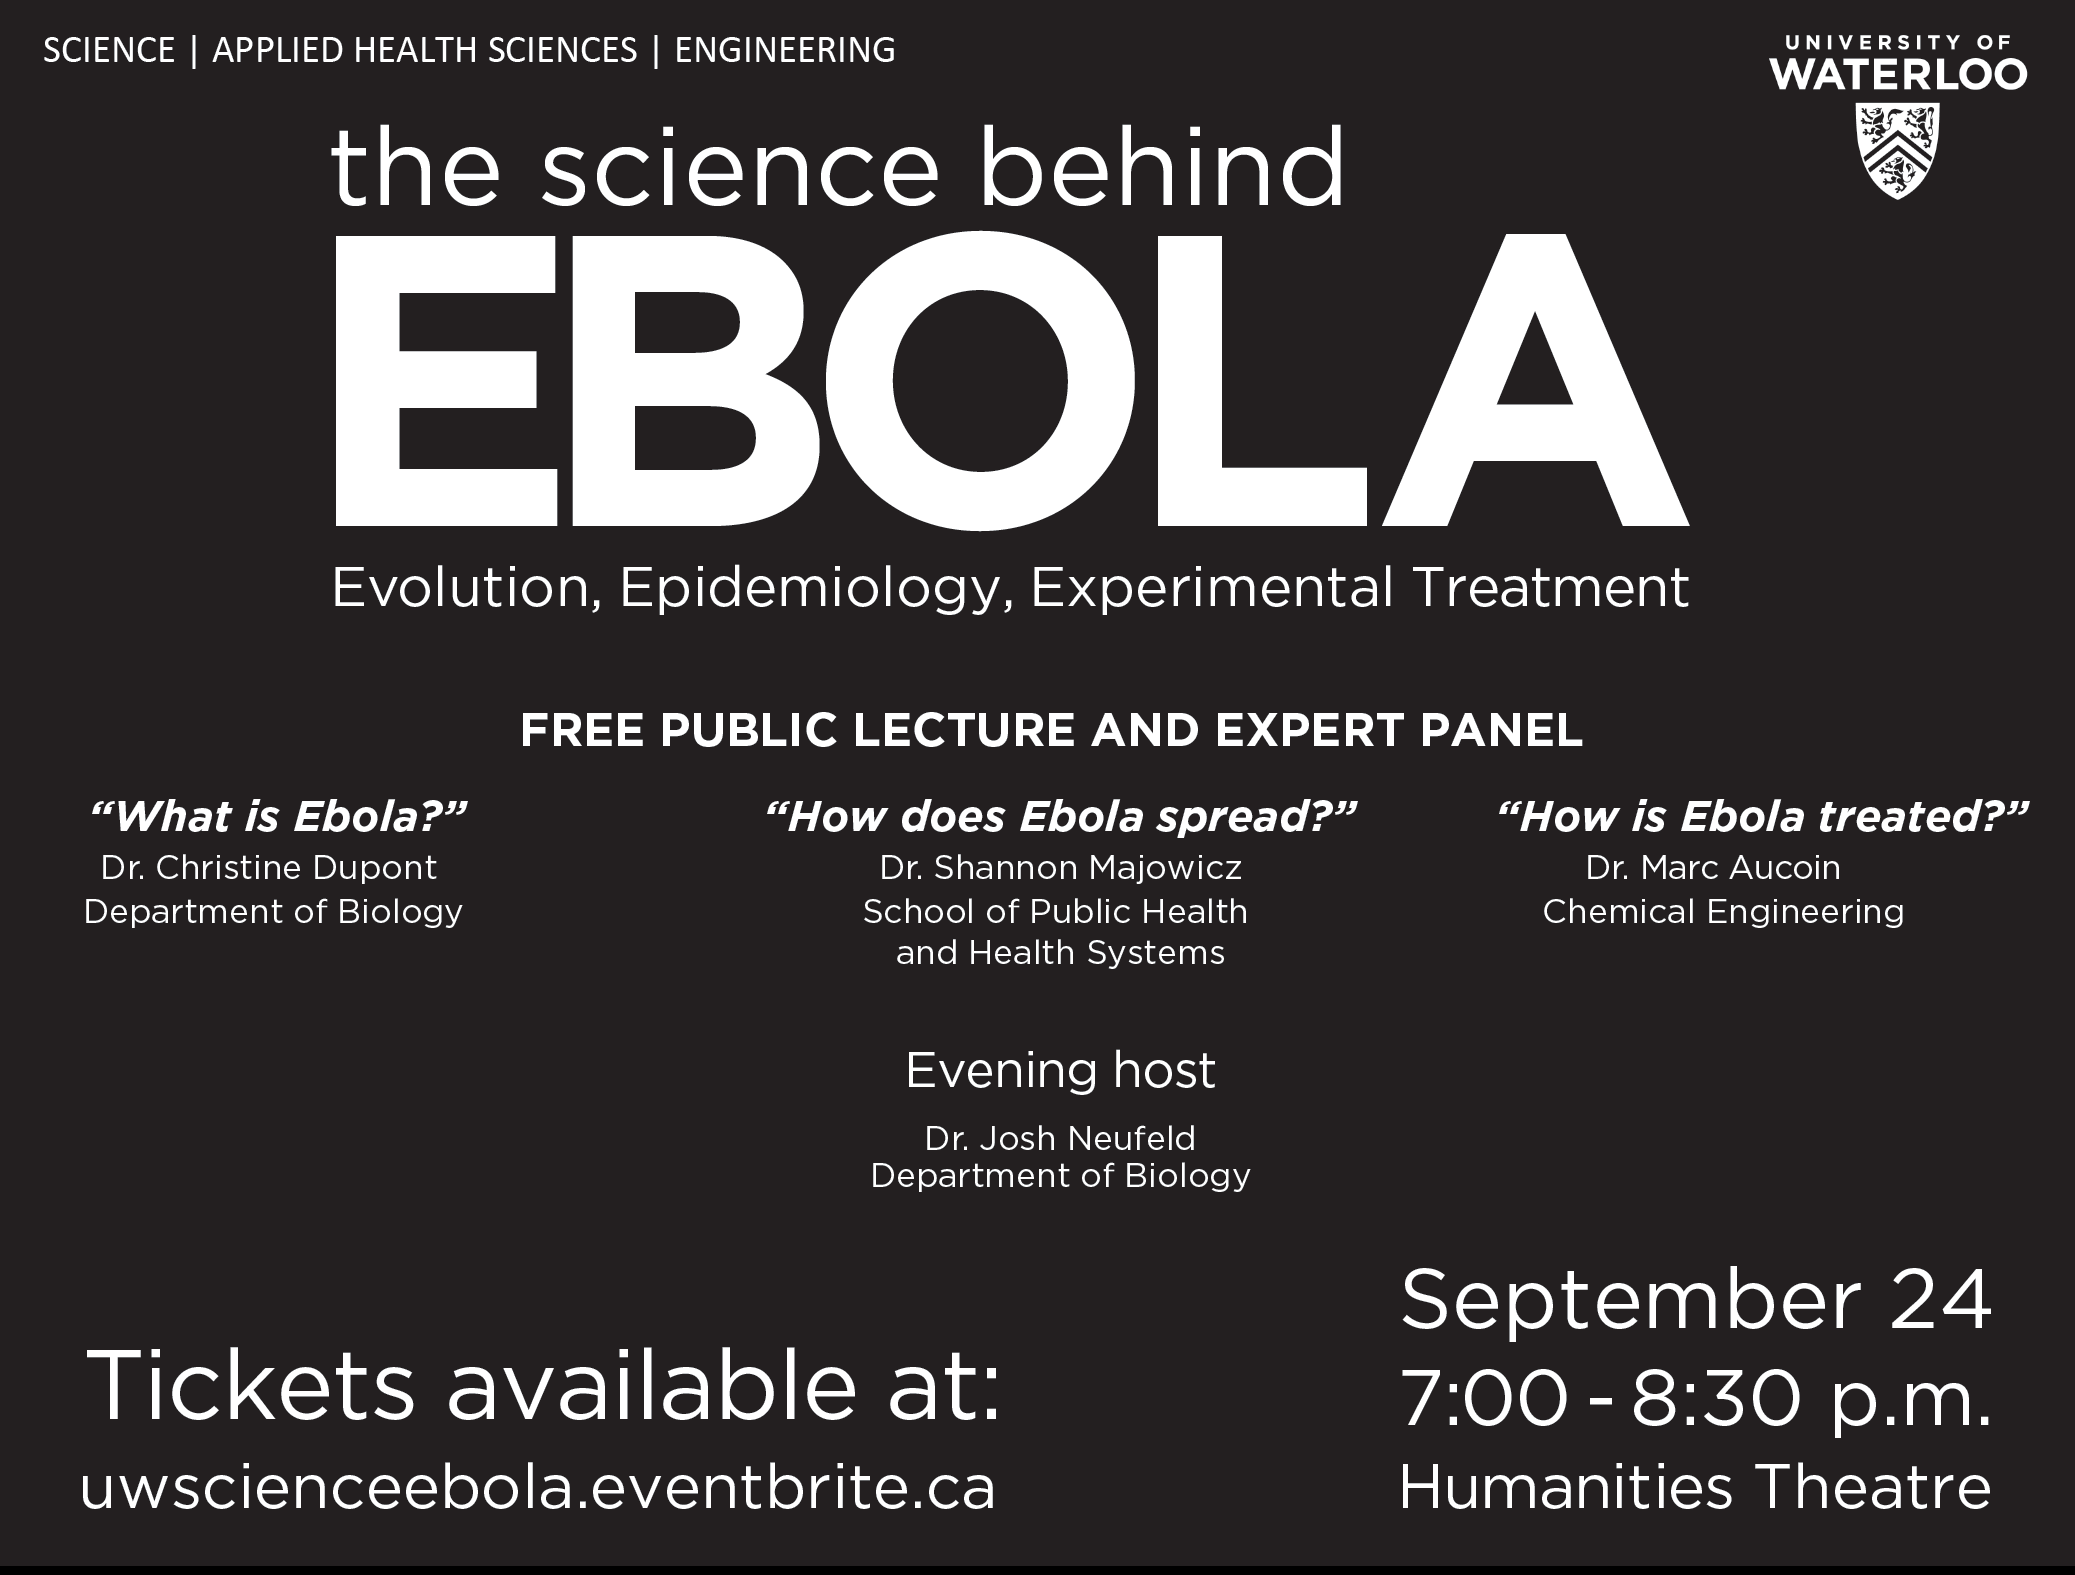 SCIENCE | APPLIED HEALTH SCIENCES | ENGINEERING
UNIVERSITY OF
WATERLOO
the science behind
EBOLA
Evolution, Epidemiology, Experimental Treatment
FREE PUBLIC LECTURE AND EXPERT PANEL
“What is Ebola?”
Dr. Christine Dupont
Department of Biology
“How does Ebola spread?”
Dr. Shannon Majowicz
School of Public Health
and Health Systems
“How is Ebola treated?”
Dr. Marc Aucoin
Chemical Engineering
Evening host
Dr. Josh Neufeld
Department of Biology
Tickets available at:
uwscienceebola.eventbrite.ca
September 24
7:00 - 8:30 p.m.
Humanities Theatre